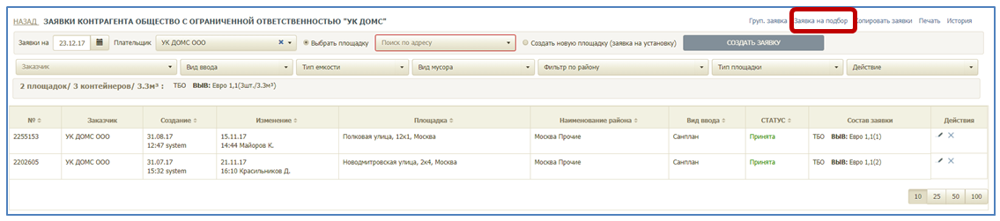 НАЗАД ЗАЯВКИ КОНТРАГЕНТА ОБЩЕСТВО С ОГРАНИЧЕННОЙ ОТВЕТСТВЕННОСТЬЮ "УК ДОМС" Груп. заявка Заявка на подбор Копировать заявки Печать История
Заявки на 23.12.17 Плательщик УК ДОМС ООО Выбрать площадку Поиск по адресу Создать новую площадку (заявка на установку) СОЗДАТЬ ЗАЯВКУ
Заказчик Вид ввода Тип емкости Вид мусора Фильтр по району Тип площадки Действие
2 площадок/ 3 контейнеров/ 3.3м³ : ТБО ВЫВ: Евро 1,1(3шт./3.3м³)
№ Заказчик Создание Изменение Площадка Наименование района Вид ввода СТАТУС Состав заявки Действия
2255153 УК ДОМС ООО 31.08.17 15.11.17 Полковая улица, 12к1, Москва Москва Прочие Санплан Принята ТБО ВЫВ: Евро 1,1(1)
12:47 system 14:44 Майоров К.
2202605 УК ДОМС ООО 31.07.17 21.11.17 Новодмитровская улица, 2к4, Москва Москва Прочие Санплан Принята ТБО ВЫВ: Евро 1,1(2)
15:32 system 16:10 Красильников Д.
10 25 50 100